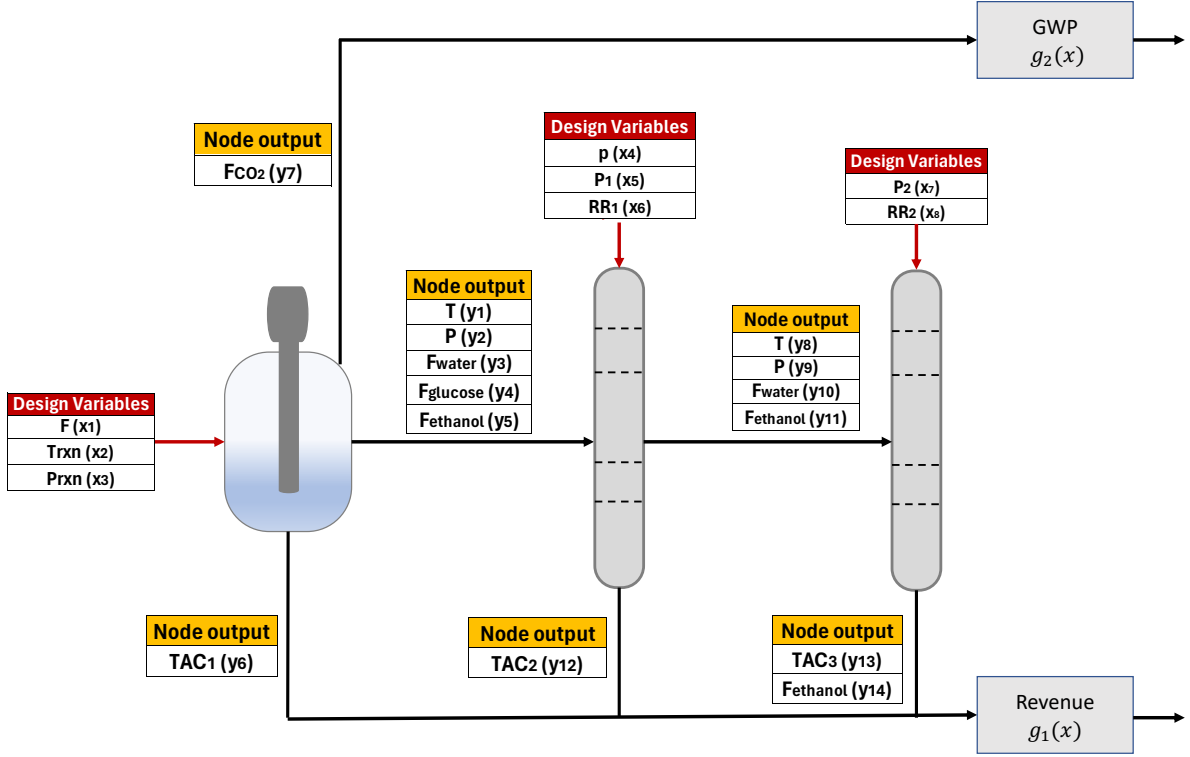 GWP
g₂(x)
Node output
FCO2 (y7)
Design Variables
p (x4)
P1 (x5)
RR1 (x6)
Design Variables
P2 (x7)
RR2 (x8)
Node output
T (y1)
P (y2)
Fwater (y3)
Fglucose (y4)
Fethanol (y5)
Node output
T (y8)
P (y9)
Fwater (y10)
Fethanol (y11)
Design Variables
F (x1)
Trxn (x2)
Prxn (x3)
Node output
TAC1 (y6)
Node output
TAC2 (y12)
Node output
TAC3 (y13)
Fethanol (y14)
Revenue
g₁(x)